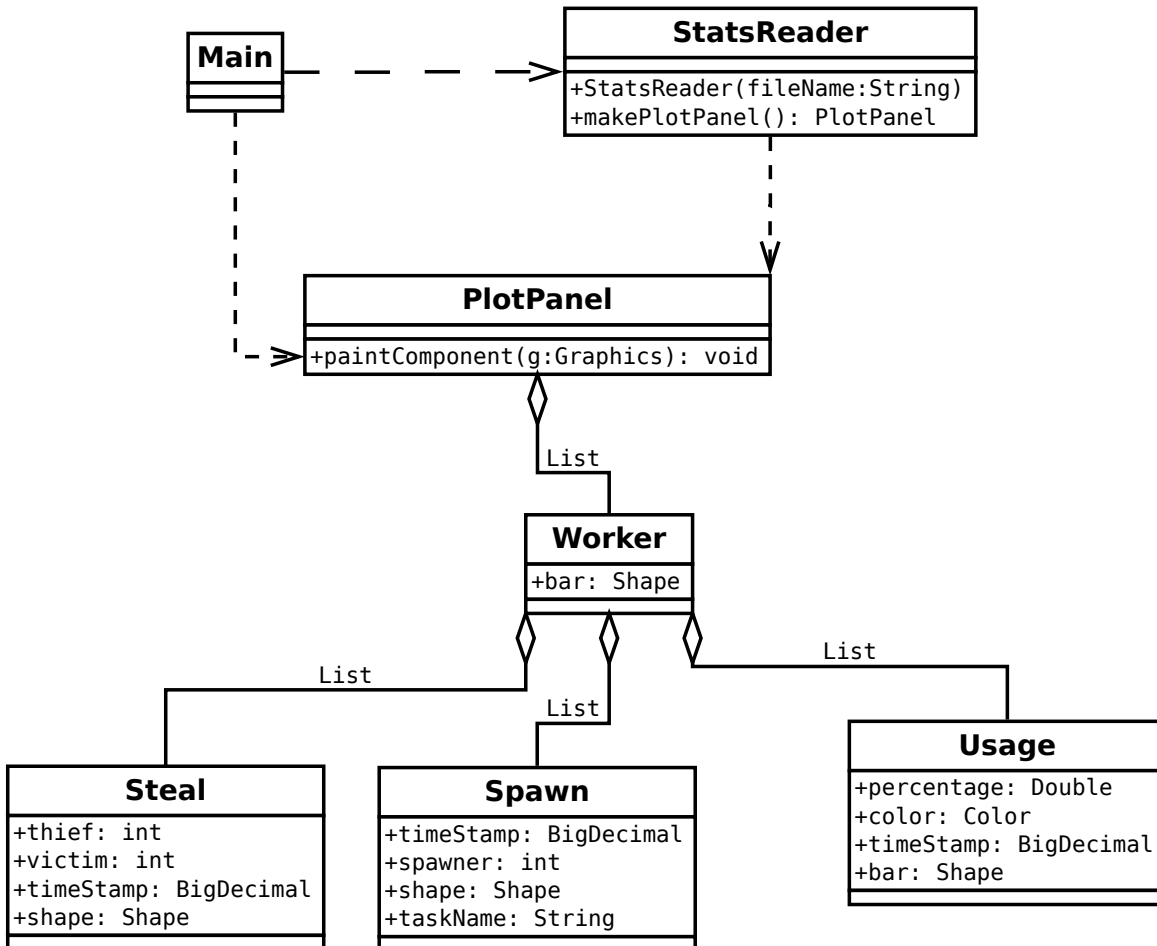 Main
StatsReader
+StatsReader(fileName:String)
+makePlotPanel(): PlotPanel
PlotPanel
+paintComponent(g:Graphics): void
List
Worker
+bar: Shape
List
List
List
Steal
+thief: int
+victim: int
+timeStamp: BigDecimal
+shape: Shape
Spawn
+timeStamp: BigDecimal
+spawner: int
+shape: Shape
+taskName: String
Usage
+percentage: Double
+color: Color
+timeStamp: BigDecimal
+bar: Shape